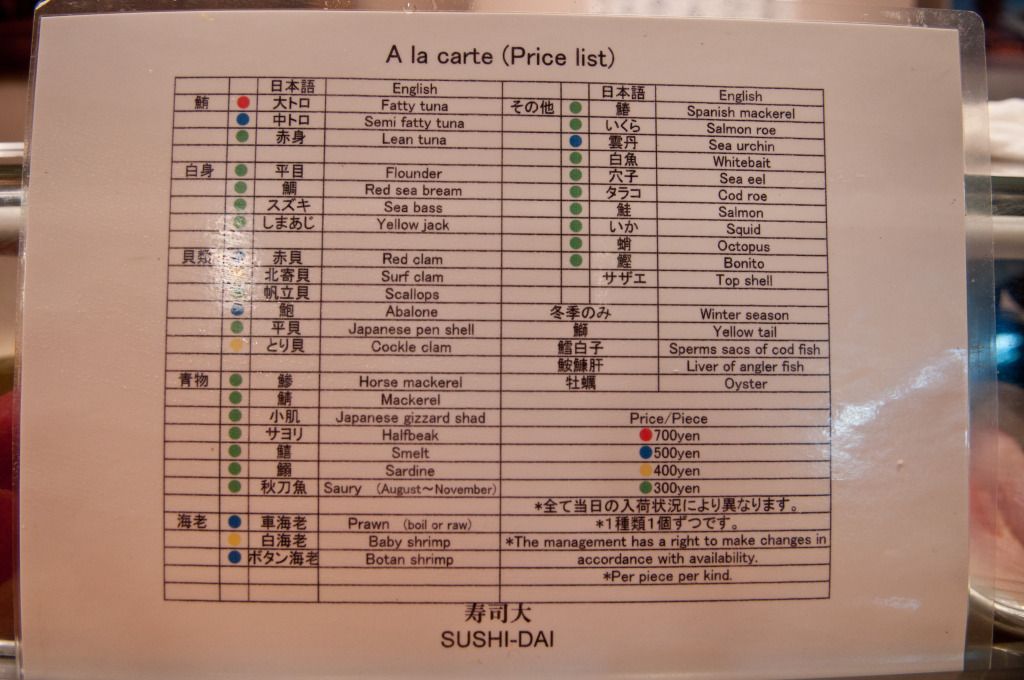 A la carte (Price list)
日本語 English
鮪 大トロ Fatty tuna
中トロ Semi fatty tuna
赤身 Lean tuna
白身 平目 Flounder
鯛 Red sea bream
スズキ Sea bass
しまあじ Yellow jack
貝類 赤貝 Red clam
北寄貝 Surf clam
帆立貝 Scallops
鮑 Abalone
平貝 Japanese pen shell
とり貝 Cockle clam
青物 鯵 Horse mackerel
鯖 Mackerel
小肌 Japanese gizzard shad
サヨリ Halfbeak
鱚 Smelt
鰯 Sardine
秋刀魚 Saury (August～November)
海老 車海老 Prawn (boil or raw)
白海老 Baby shrimp
ボタン海老 Botan shrimp
日本語 English
その他 鰆 Spanish mackerel
いくら Salmon roe
雲丹 Sea urchin
白魚 Whitebait
穴子 Sea eel
タラコ Cod roe
鮭 Salmon
いか Squid
蛸 Octopus
鰹 Bonito
サザエ Top shell
冬季のみ Winter season
鰤 Yellow tail
鱈白子 Sperms sacs of cod fish
鮟鱇肝 Liver of angler fish
牡蠣 Oyster
Price/Piece
700yen
500yen
400yen
300yen
*全て当日の入荷状況により異なります。
*1種類1個ずつです。
*The management has a right to make changes in
accordance with availability.
*Per piece per kind.
寿司大
SUSHI-DAI